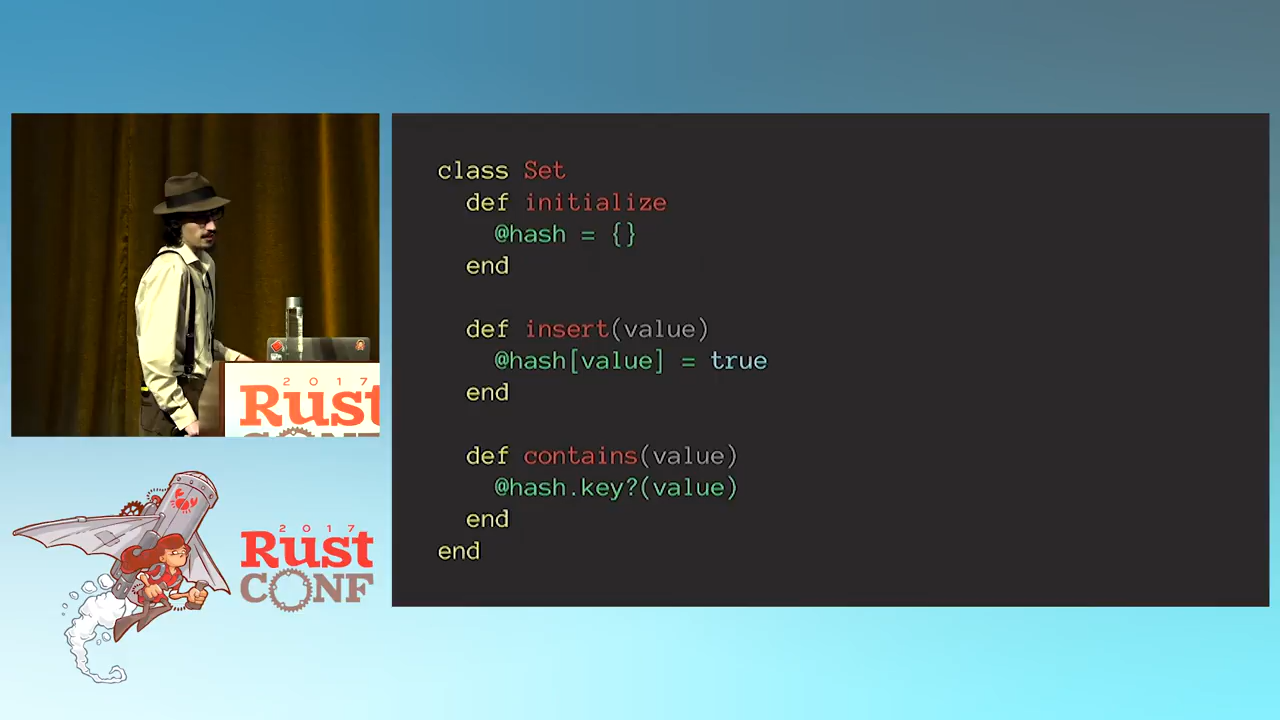 class Set
def initialize
@hash = {}
end
def insert(value)
@hash[value] = true
end
def contains(value)
@hash.key?(value)
end
end
2017
Rust
CONF
2017
Rust
CONF